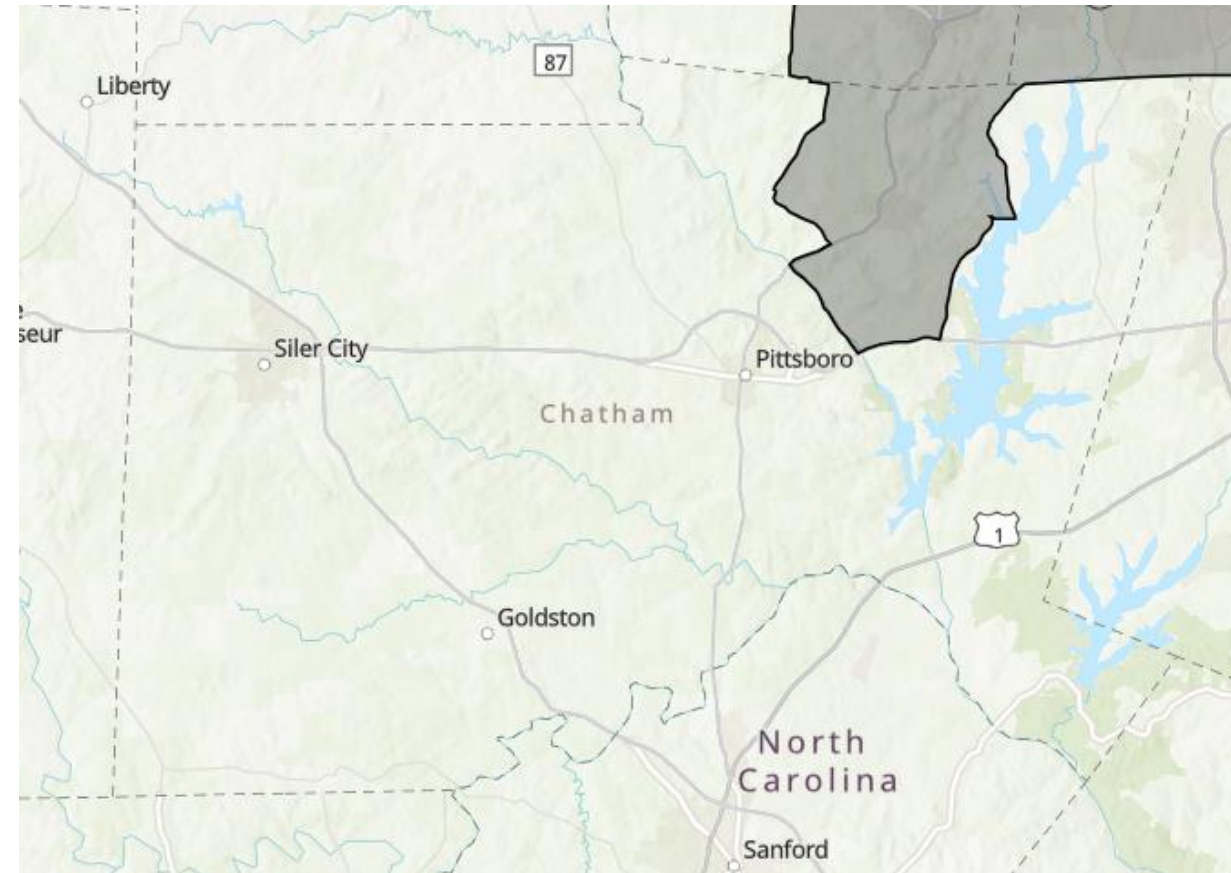 87
Liberty
seur
Siler City
Pittsboro
Chatham
1
Goldston
North
Carolina
Sanford